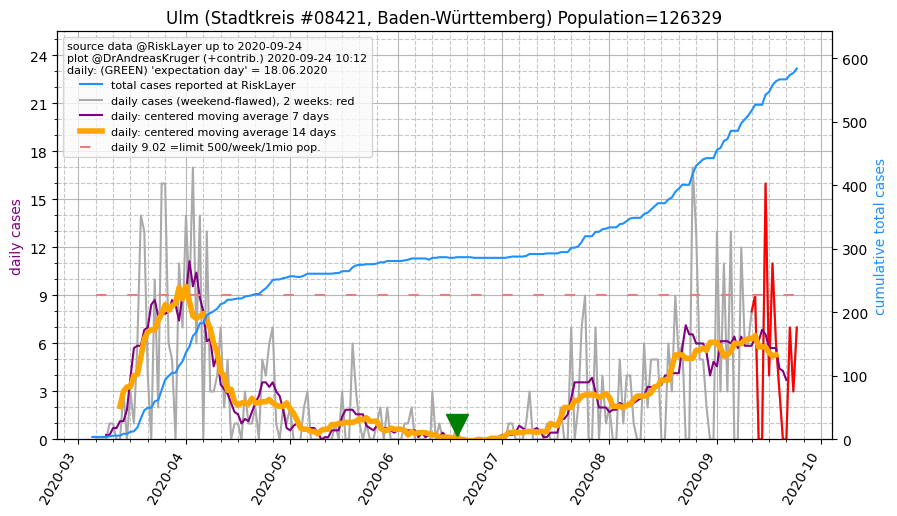 Ulm (Stadtkreis #08421, Baden-Württemberg) Population=126329
source data @RiskLayer up to 2020-09-24
plot @DrAndreasKruger (+contrib.) 2020-09-24 10:12
daily: (GREEN) 'expectation day' = 18.06.2020
total cases reported at RiskLayer
daily cases (weekend-flawed), 2 weeks: red
daily: centered moving average 7 days
daily: centered moving average 14 days
daily 9.02 =limit 500/week/1mio pop.
daily cases
24
21
18
15
12
9
6
3
0
cumulative total cases
600
500
400
300
200
100
0
2020-03
2020-04
2020-05
2020-06
2020-07
2020-08
2020-09
2020-10